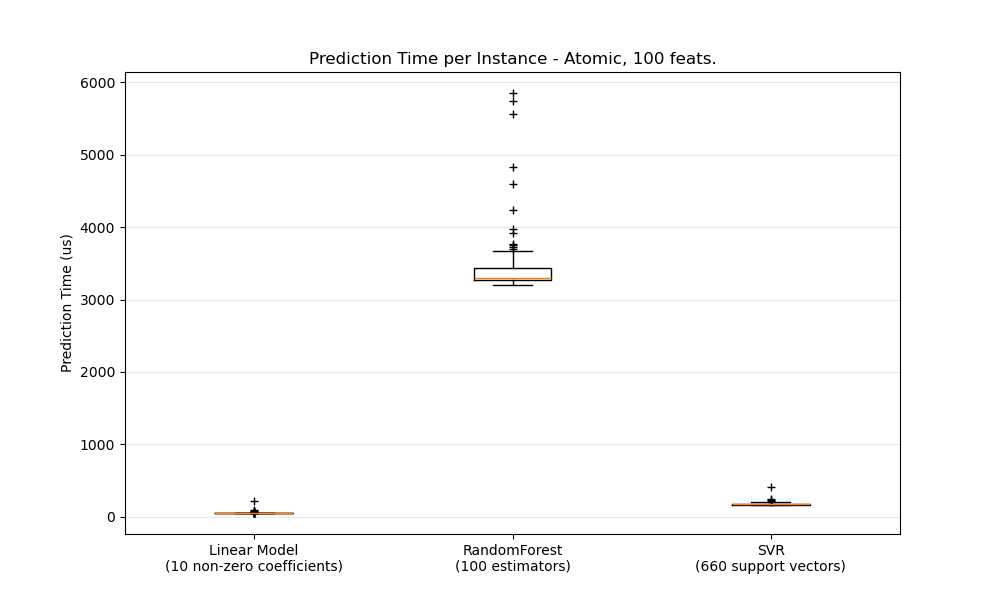 Prediction Time per Instance - Atomic, 100 feats.
6000
5000
4000
3000
2000
1000
0
Prediction Time (us)
Linear Model
(10 non-zero coefficients)
RandomForest
(100 estimators)
SVR
(660 support vectors)